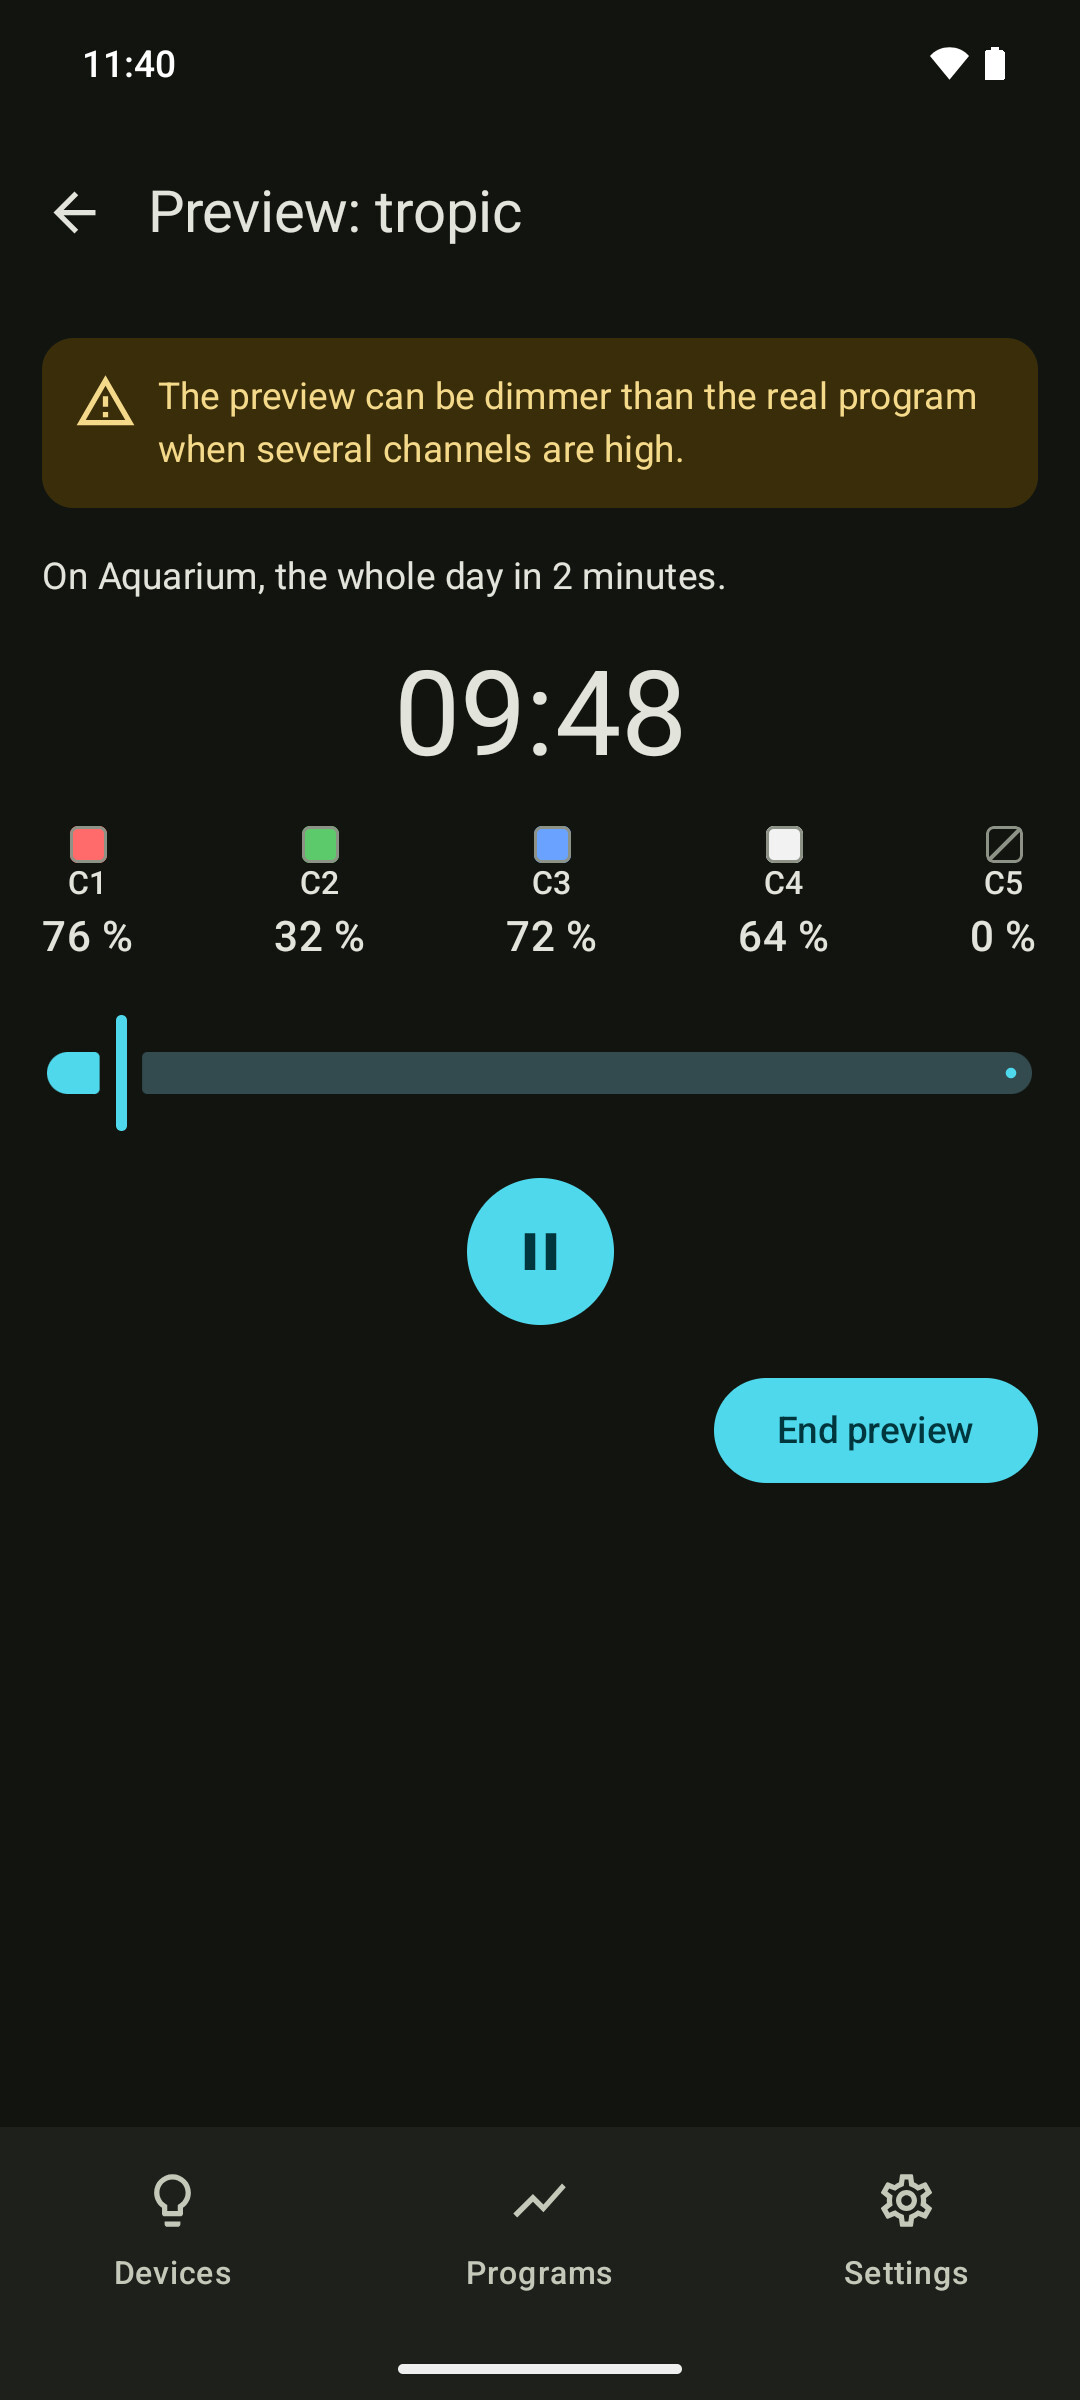 11:40
Preview: tropic
The preview can be dimmer than the real program
when several channels are high.
On Aquarium, the whole day in 2 minutes.
09:48
C1 C2 C3 C4 C5
76 % 32 % 72 % 64 % 0 %
End preview
Devices Programs Settings